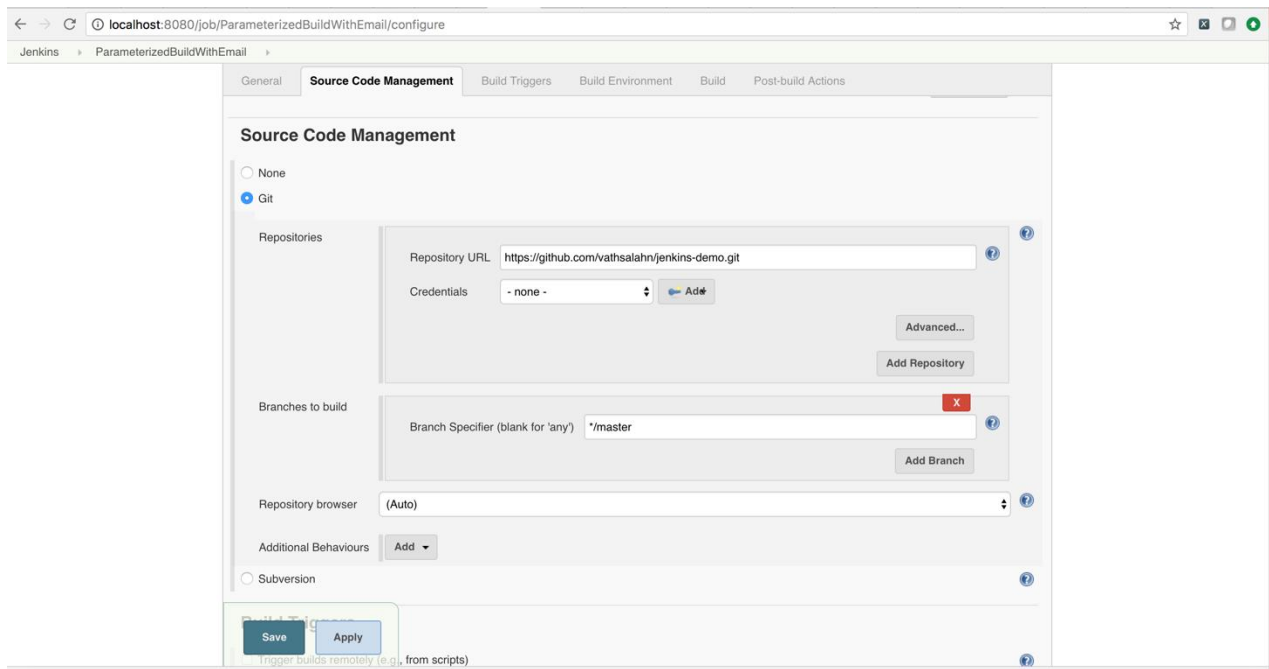 localhost:8080/job/ParameterizedBuildWithEmail/configure
Jenkins ParameterizedBuildWithEmail
General Source Code Management Build Triggers Build Environment Build Post-build Actions
Source Code Management
None
Git
Repositories
Repository URL https://github.com/vathsalahn/jenkins-demo.git
Credentials - none - Add
Advanced...
Add Repository
Branches to build
X
Branch Specifier (blank for 'any') */master
Add Branch
Repository browser (Auto)
Additional Behaviours Add
Subversion
Build Triggers
Save Apply
Trigger builds remotely (e.g., from scripts)